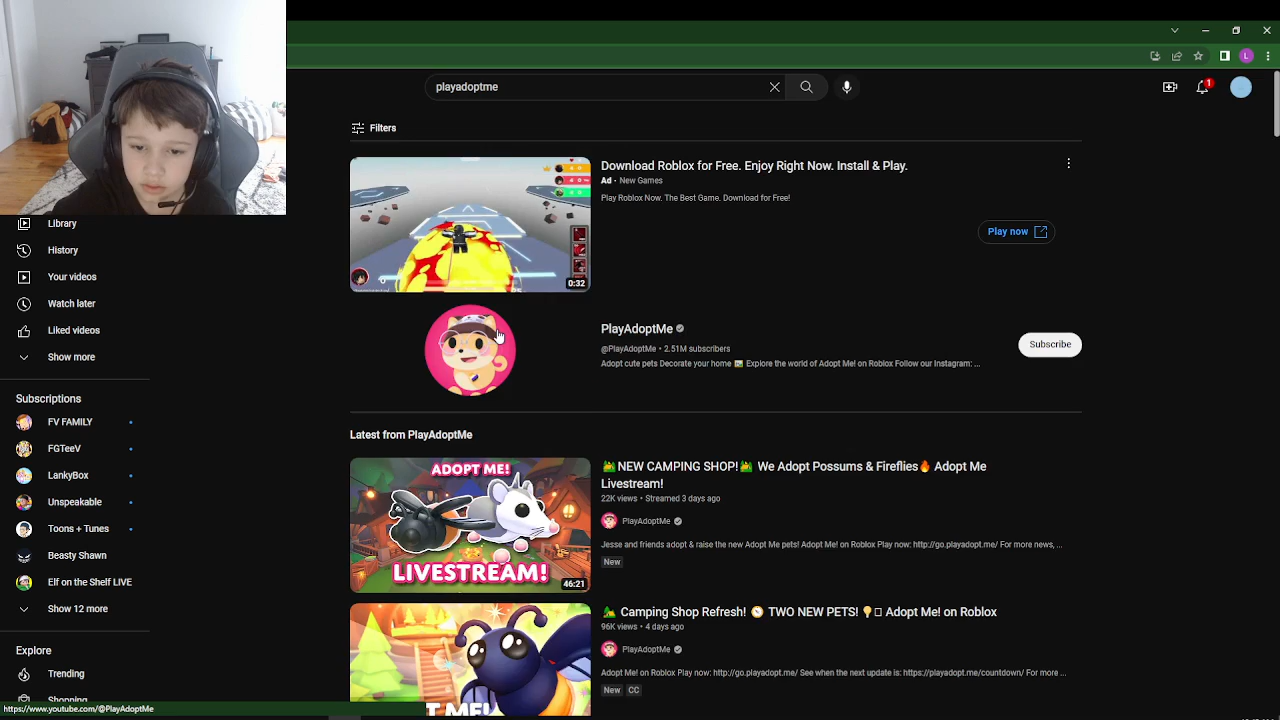 playadoptme
1
L
Filters
Download Roblox for Free. Enjoy Right Now. Install & Play.
Ad • New Games
Play Roblox Now. The Best Game. Download for Free!
Play now
0:32
PlayAdoptMe
@PlayAdoptMe • 2.51M subscribers
Adopt cute pets Decorate your home 🏡 Explore the world of Adopt Me! on Roblox Follow our Instagram: ...
Subscribe
Library
History
Your videos
Watch later
Liked videos
Show more
Subscriptions
FV FAMILY
FGTeeV
LankyBox
Unspeakable
Toons + Tunes
Beasty Shawn
Elf on the Shelf LIVE
Show 12 more
Explore
Trending
Shopping
Latest from PlayAdoptMe
ADOPT ME!
LIVESTREAM!
46:21
🏕️NEW CAMPING SHOP!🏕️ We Adopt Possums & Fireflies🔥 Adopt Me
Livestream!
22K views • Streamed 3 days ago
PlayAdoptMe
Jesse and friends adopt & raise the new Adopt Me pets! Adopt Me! on Roblox Play now: http://go.playadopt.me/ For more news, ...
New
🏕️ Camping Shop Refresh! 🧭 TWO NEW PETS! 💡 Adopt Me! on Roblox
96K views • 4 days ago
PlayAdoptMe
Adopt Me! on Roblox Play now: http://go.playadopt.me/ See when the next update is: https://playadopt.me/countdown/ For more ...
New CC
https://www.youtube.com/@PlayAdoptMe